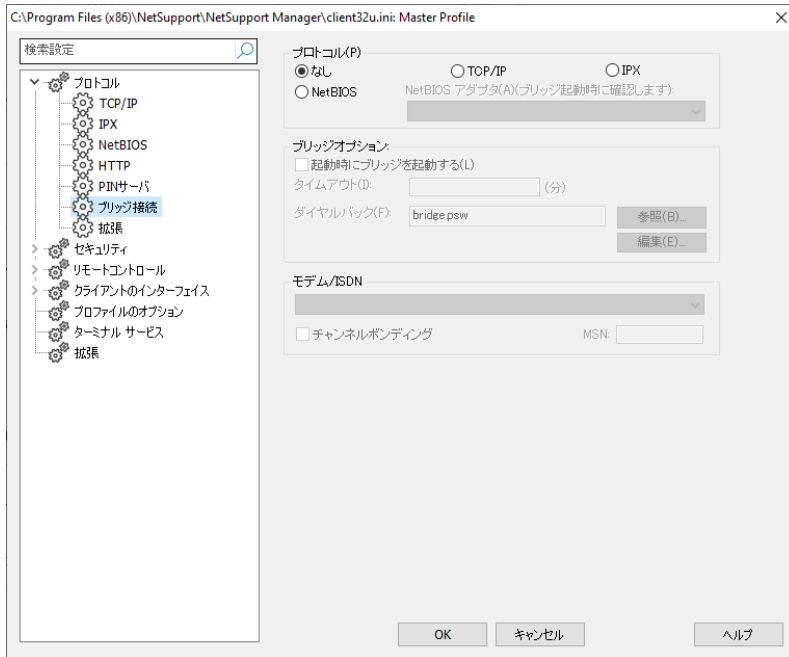 C:\Program Files (x86)\NetSupport\NetSupport Manager\client32u.ini: Master Profile
検索設定
プロトコル
TCP/IP
IPX
NetBIOS
HTTP
PINサーバ
ブリッジ接続
拡張
セキュリティ
リモートコントロール
クライアントのインターフェイス
プロファイルのオプション
ターミナル サービス
拡張
プロトコル(P)
なし TCP/IP IPX
NetBIOS NetBIOS アダプタ(A)(ブリッジ起動時に確認します):
ブリッジオプション:
起動時にブリッジを起動する(L)
タイムアウト(I): (分)
ダイヤルバック(F): bridge.psw 参照(B)...
編集(E)...
モデム/ISDN
チャンネルボンディング MSN:
OK キャンセル ヘルプ